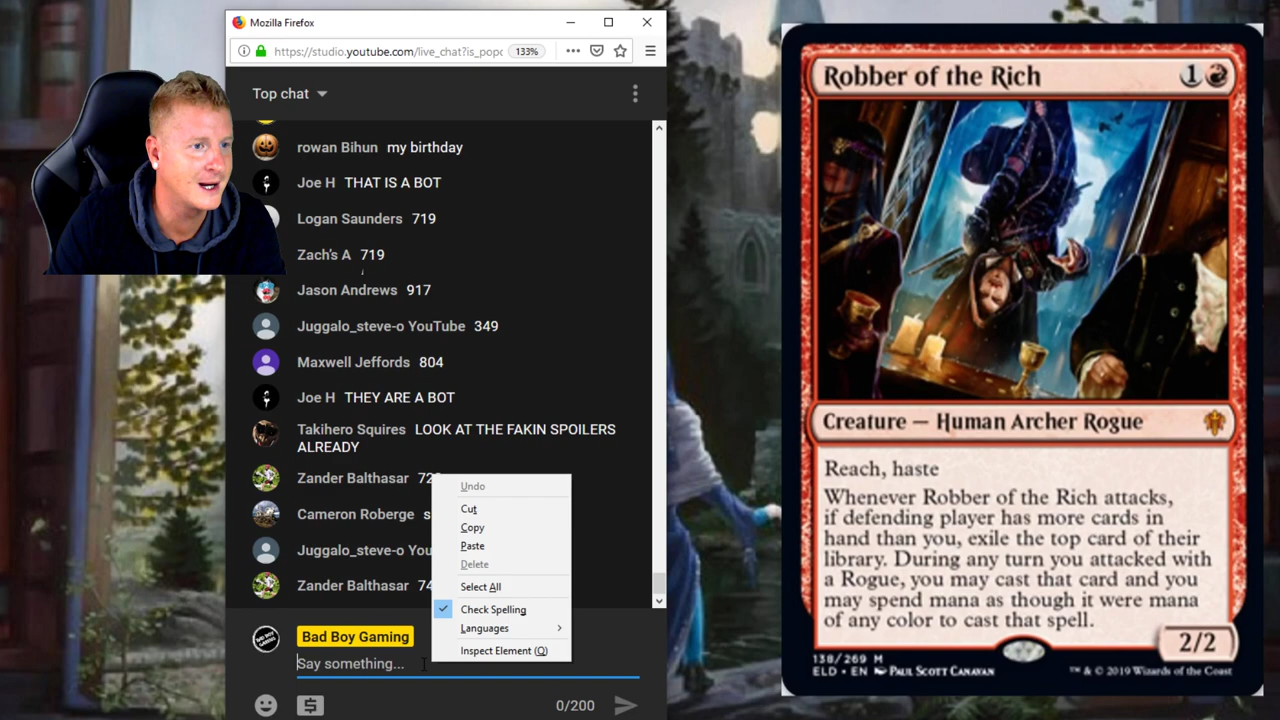 Mozilla Firefox
https://studio.youtube.com/live_chat?is_popo
133%
Top chat
rowan Bihun my birthday
Joe H THAT IS A BOT
Logan Saunders 719
Zach's A 719
Jason Andrews 917
Juggalo_steve-o YouTube 349
Maxwell Jeffords 804
Joe H THEY ARE A BOT
Takihero Squires LOOK AT THE FAKIN SPOILERS
ALREADY
Zander Balthasar 72
Cameron Roberge s
Juggalo_steve-o You
Zander Balthasar 74
Undo
Cut
Copy
Paste
Delete
Select All
Check Spelling
Languages
Inspect Element (Q)
Bad Boy Gaming
Say something...
0/200
Robber of the Rich 1
Creature — Human Archer Rogue
Reach, haste
Whenever Robber of the Rich attacks,
if defending player has more cards in
hand than you, exile the top card of their
library. During any turn you attacked with
a Rogue, you may cast that card and you
may spend mana as though it were mana
of any color to cast that spell.
2/2
138/269 M
ELD • EN PAUL SCOTT CANAVAN
™ & © 2019 Wizards of the Coast